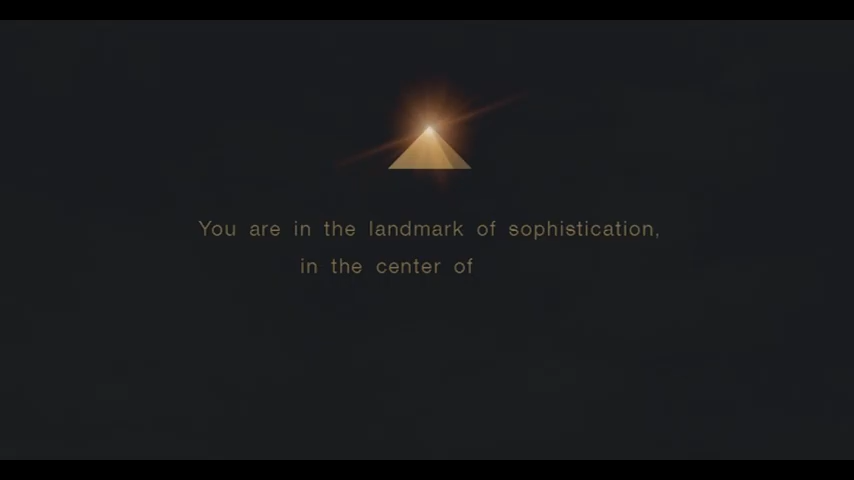 You are in the landmark of sophistication,
in the center of